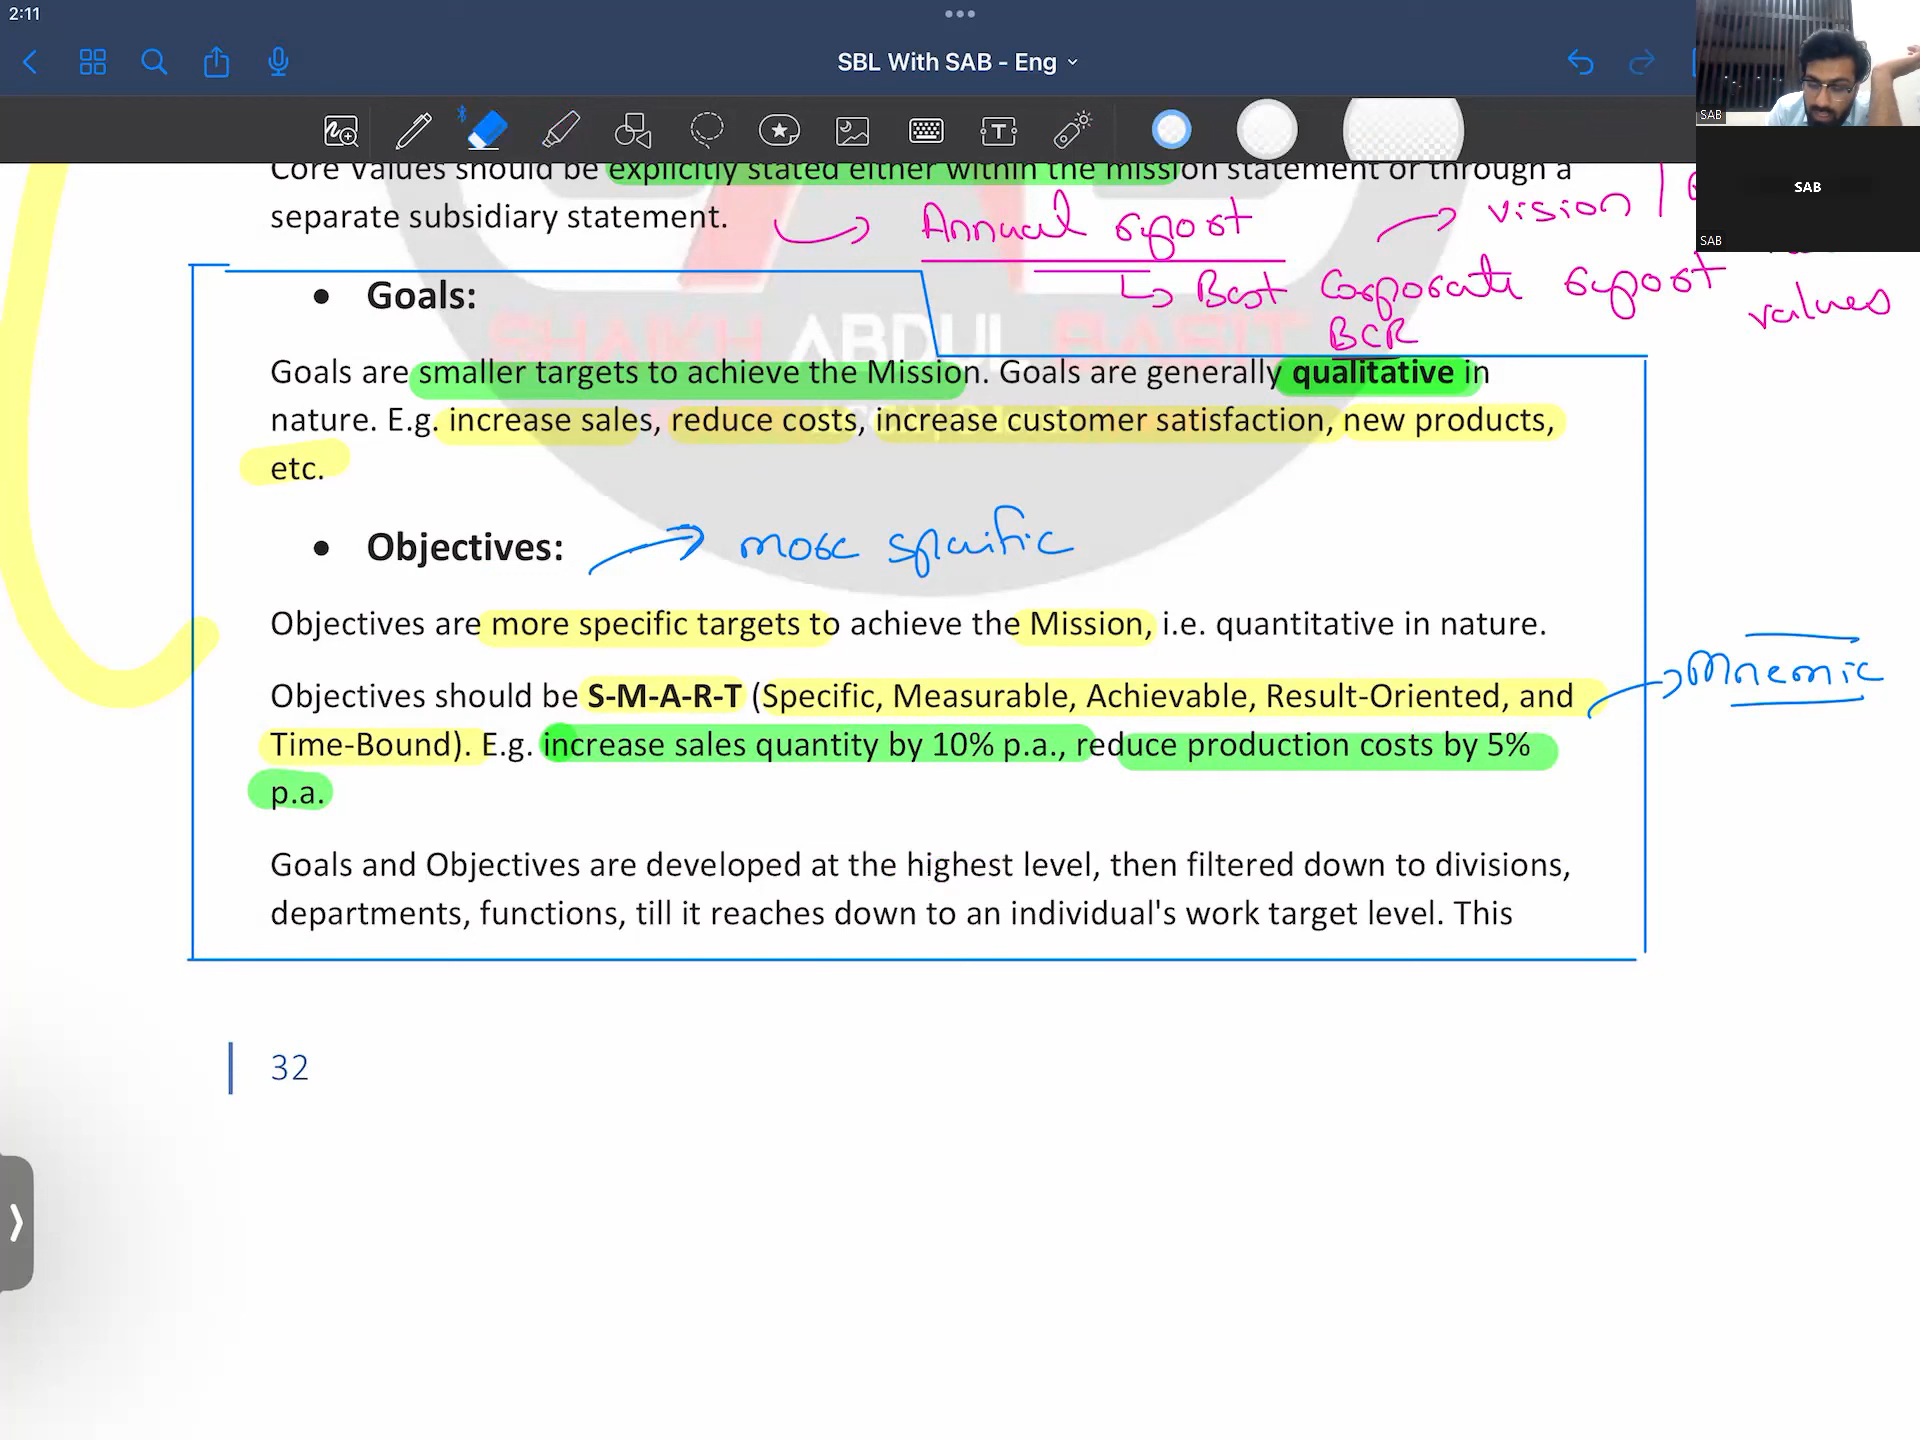 2:11
SBL With SAB - Eng
SAB
SAB
SAB
Core Values should be explicitly stated either within the mission statement or through a
separate subsidiary statement.
Annual report
vision /
Best Corporate report
values
BCR
• Goals:
SHAIKH ABDUL BASIT
Goals are smaller targets to achieve the Mission. Goals are generally qualitative in
nature. E.g. increase sales, reduce costs, increase customer satisfaction, new products,
etc.
• Objectives:
more specific
Objectives are more specific targets to achieve the Mission, i.e. quantitative in nature.
Mnemic
Objectives should be S-M-A-R-T (Specific, Measurable, Achievable, Result-Oriented, and
Time-Bound). E.g. increase sales quantity by 10% p.a., reduce production costs by 5%
p.a.
Goals and Objectives are developed at the highest level, then filtered down to divisions,
departments, functions, till it reaches down to an individual's work target level. This
32